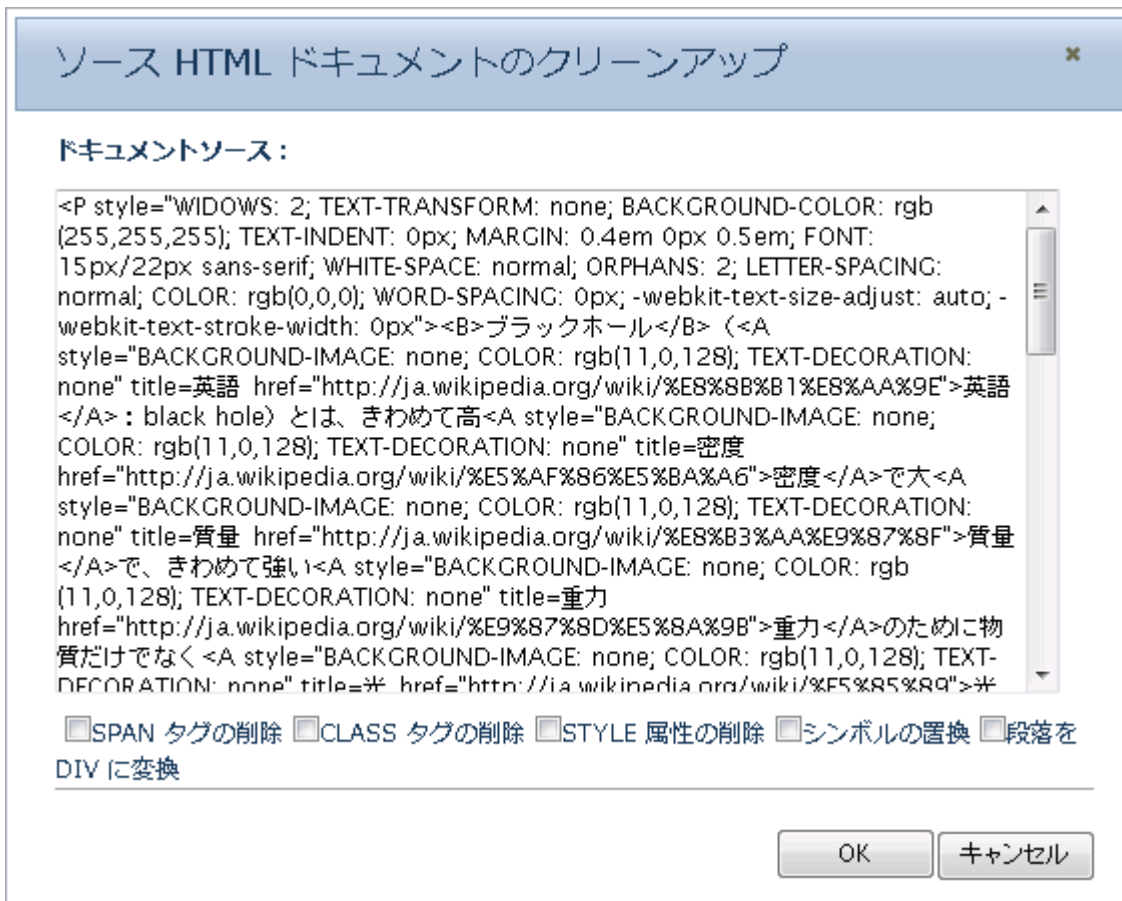 ソース HTML ドキュメントのクリーンアップ
ドキュメントソース：
<P style="WIDOWS: 2; TEXT-TRANSFORM: none; BACKGROUND-COLOR: rgb
(255,255,255); TEXT-INDENT: 0px; MARGIN: 0.4em 0px 0.5em; FONT:
15px/22px sans-serif; WHITE-SPACE: normal; ORPHANS: 2; LETTER-SPACING:
normal; COLOR: rgb(0,0,0); WORD-SPACING: 0px; -webkit-text-size-adjust: auto; -
webkit-text-stroke-width: 0px"><B>ブラックホール</B>（<A
style="BACKGROUND-IMAGE: none; COLOR: rgb(11,0,128); TEXT-DECORATION:
none" title=英語 href="http://ja.wikipedia.org/wiki/%E8%8B%B1%E8%AA%9E">英語
</A>：black hole）とは、きわめて高<A style="BACKGROUND-IMAGE: none;
COLOR: rgb(11,0,128); TEXT-DECORATION: none" title=密度
href="http://ja.wikipedia.org/wiki/%E5%AF%86%E5%BA%A6">密度</A>で大<A
style="BACKGROUND-IMAGE: none; COLOR: rgb(11,0,128); TEXT-DECORATION:
none" title=質量 href="http://ja.wikipedia.org/wiki/%E8%B3%AA%E9%87%8F">質量
</A>で、きわめて強い<A style="BACKGROUND-IMAGE: none; COLOR: rgb
(11,0,128); TEXT-DECORATION: none" title=重力
href="http://ja.wikipedia.org/wiki/%E9%87%8D%E5%8A%9B">重力</A>のために物
質だけでなく<A style="BACKGROUND-IMAGE: none; COLOR: rgb(11,0,128); TEXT-
DECORATION: none" title=光 href="http://ja.wikipedia.org/wiki/%E5%85%89">光
SPAN タグの削除 CLASS タグの削除 STYLE 属性の削除 シンボルの置換 段落を
DIV に変換
OK キャンセル